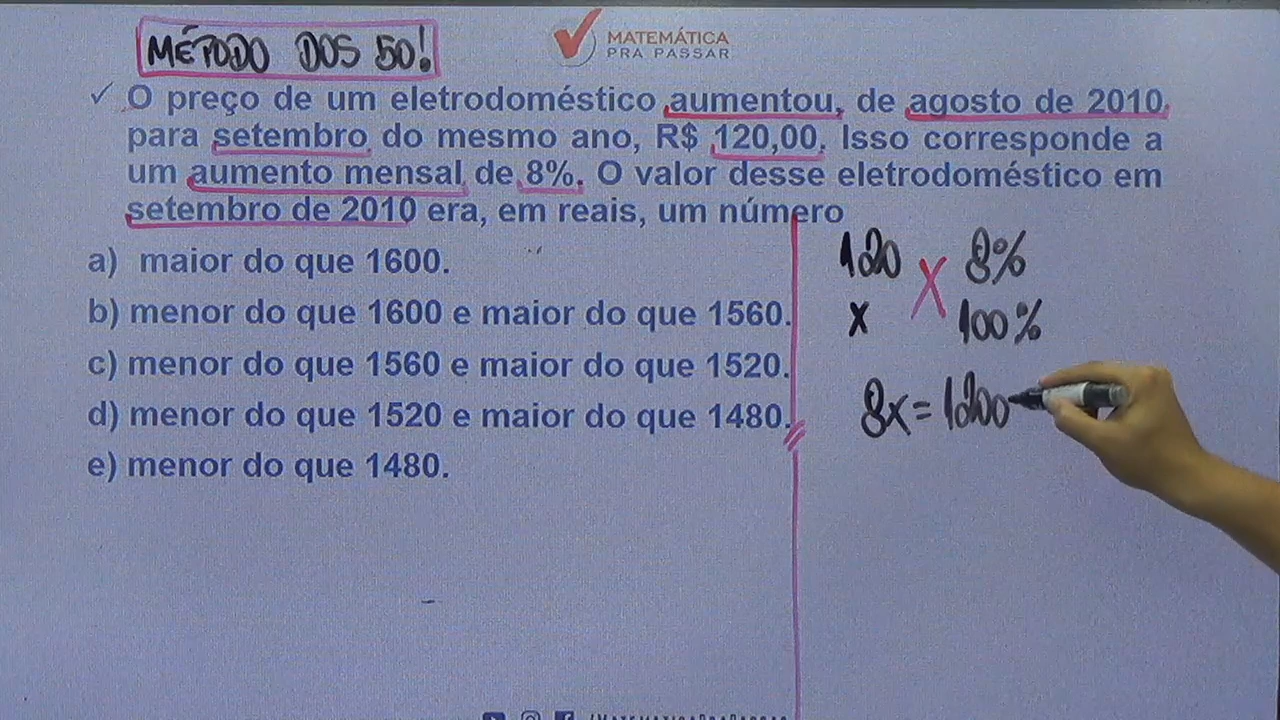 MÉTODO DOS 50!
MATEMÁTICA
PRA PASSAR
✓ O preço de um eletrodoméstico aumentou, de agosto de 2010
para setembro do mesmo ano, R$ 120,00. Isso corresponde a
um aumento mensal de 8%. O valor desse eletrodoméstico em
setembro de 2010 era, em reais, um número
a) maior do que 1600.
b) menor do que 1600 e maior do que 1560.
c) menor do que 1560 e maior do que 1520.
d) menor do que 1520 e maior do que 1480.
e) menor do que 1480.
120 X 8%
x 100%
8x = 1200